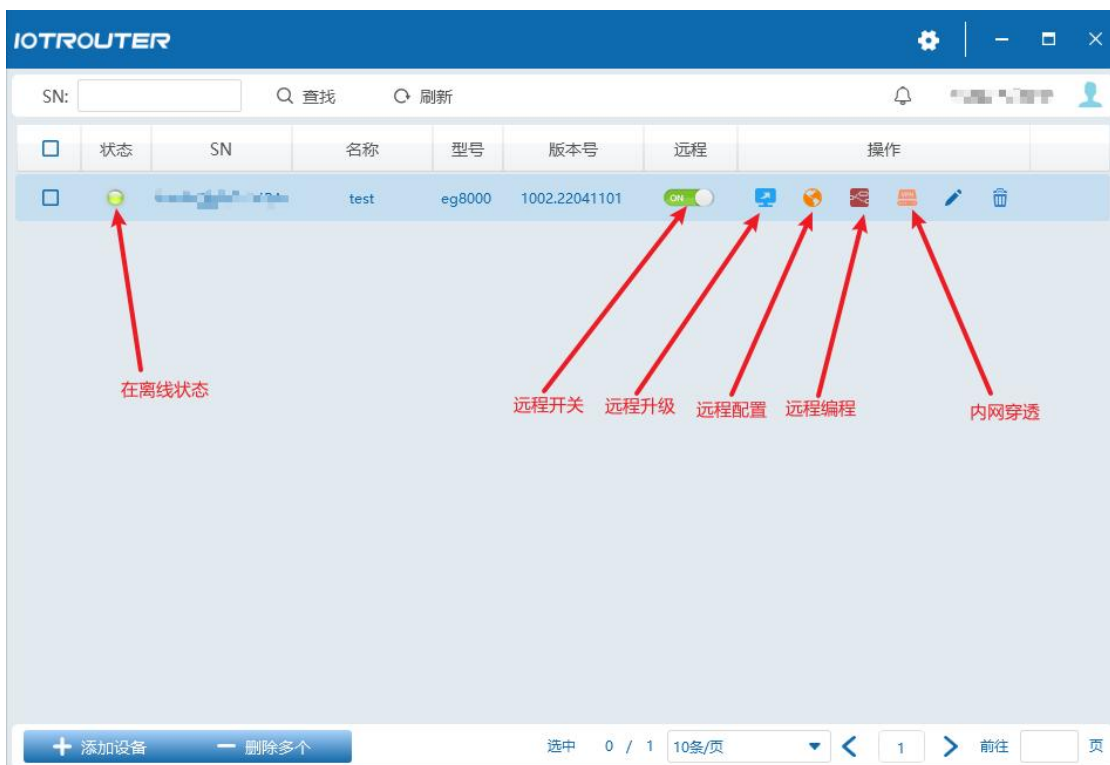 IOTROUTER
SN: 查找 刷新
状态 SN 名称 型号 版本号 远程 操作
test eg8000 1002.22041101 ON
在离线状态
远程开关 远程升级 远程配置 远程编程 内网穿透
添加设备 删除多个 选中 0 / 1 10条/页 1 前往 页